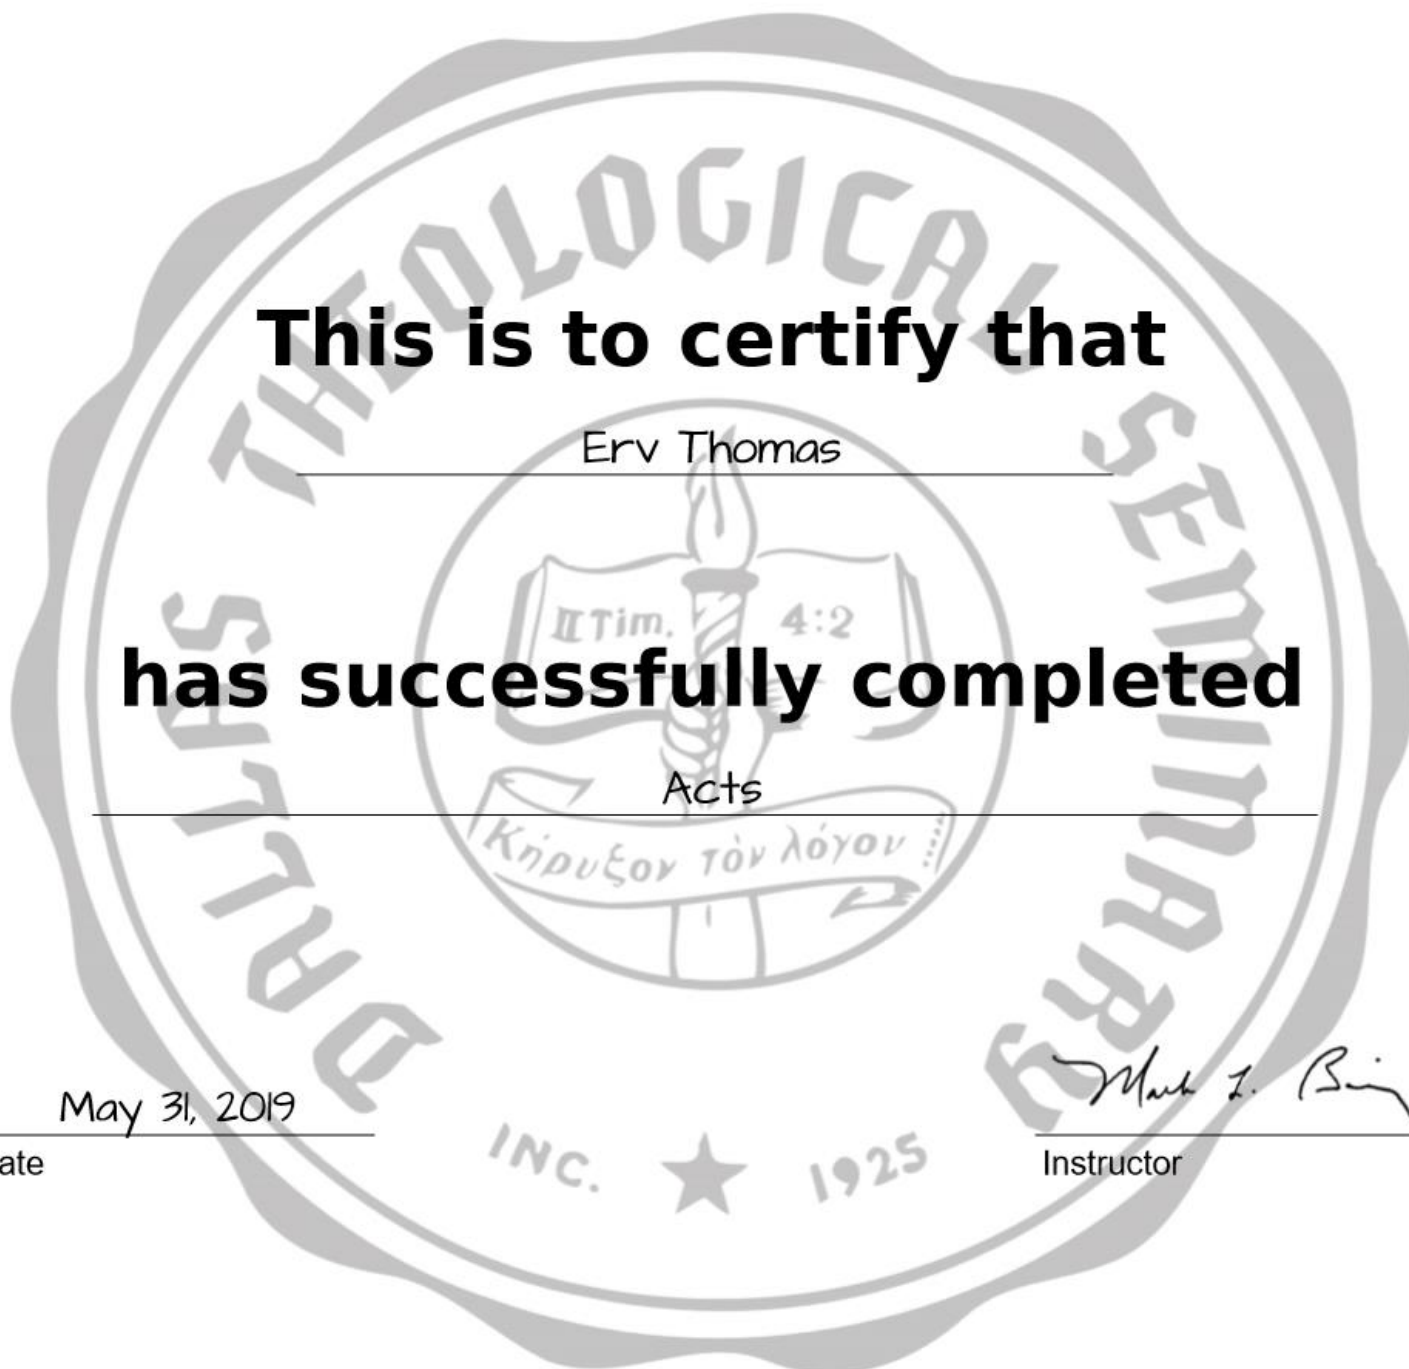 DALLAS THEOLOGICAL SEMINARY
This is to certify that
Erv Thomas
II Tim. 4:2
has successfully completed
Acts
Κήρυξον τὸν λόγον
May 31, 2019
Mark L.
ate
Instructor
INC. 1925